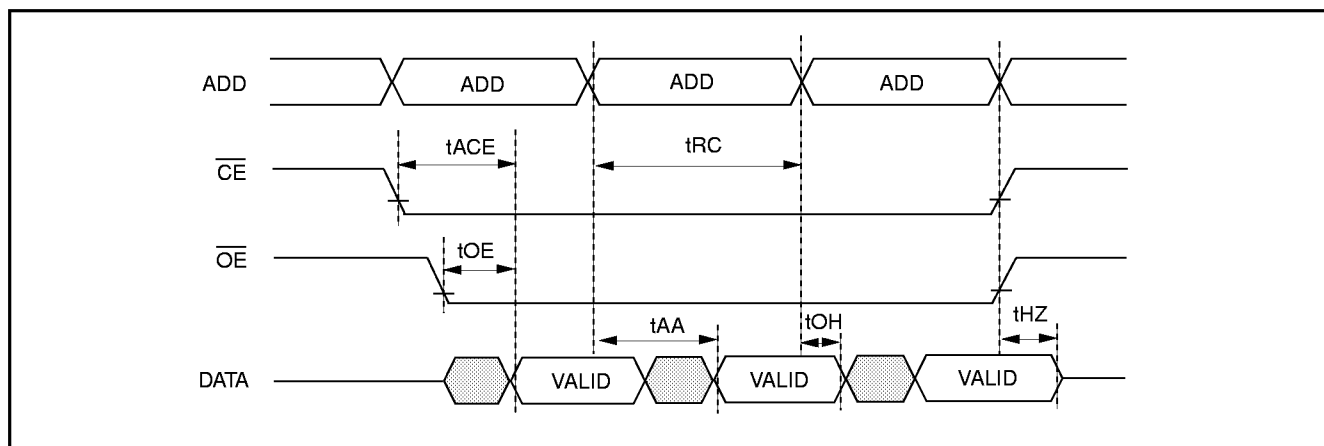 ADD ADD ADD ADD
tACE tRC
CE
OE tOE
tAA tOH tHZ
DATA VALID VALID VALID